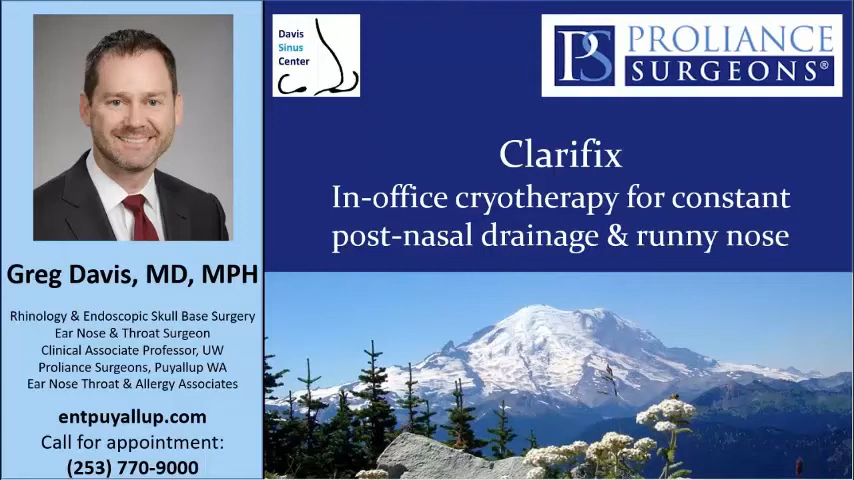 Greg Davis, MD, MPH
Rhinology & Endoscopic Skull Base Surgery
Ear Nose & Throat Surgeon
Clinical Associate Professor, UW
Proliance Surgeons, Puyallup WA
Ear Nose Throat & Allergy Associates
entpuyallup.com
Call for appointment:
(253) 770-9000
Davis
Sinus
Center
PS PROLIANCE
SURGEONS®
Clarifix
In-office cryotherapy for constant
post-nasal drainage & runny nose